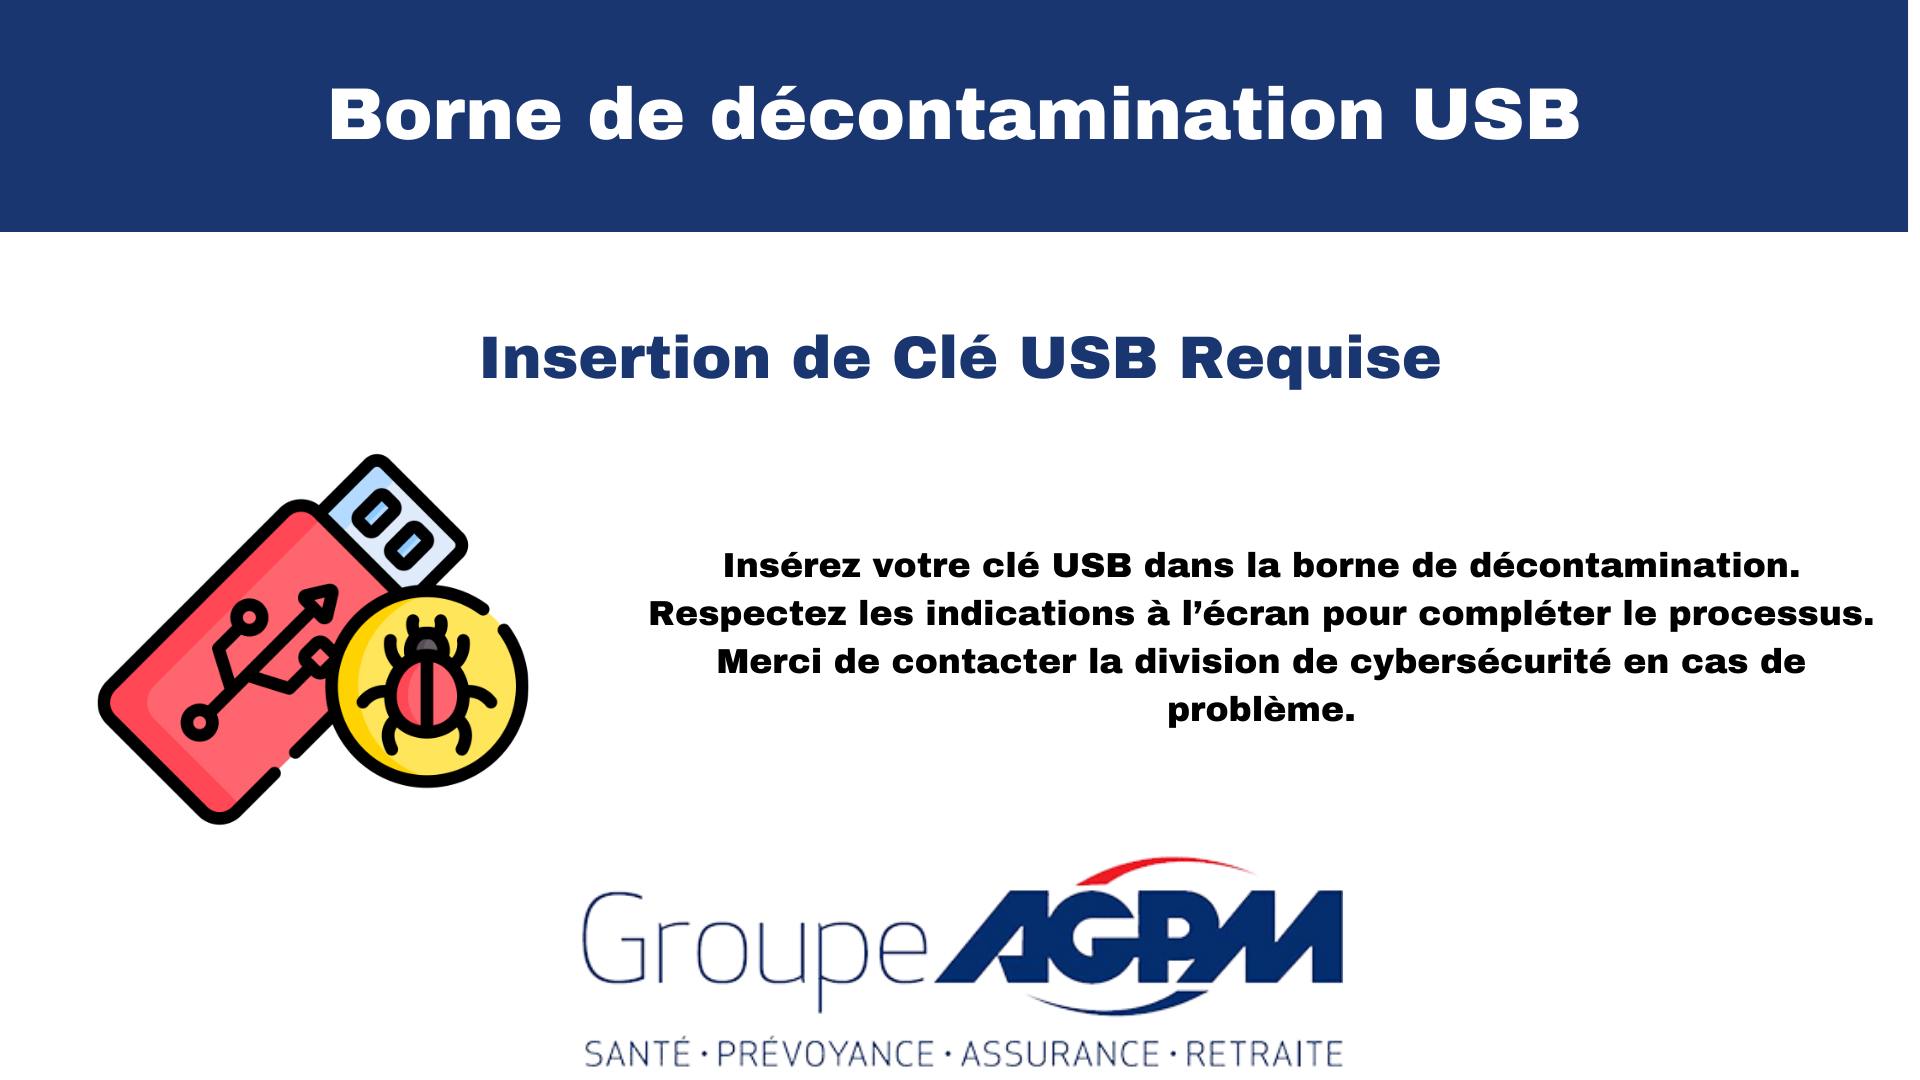 Borne de décontamination USB
Insertion de Clé USB Requise
Insérez votre clé USB dans la borne de décontamination.
Respectez les indications à l’écran pour compléter le processus.
Merci de contacter la division de cybersécurité en cas de
problème.
Groupe AGPM
SANTÉ · PRÉVOYANCE · ASSURANCE · RETRAITE